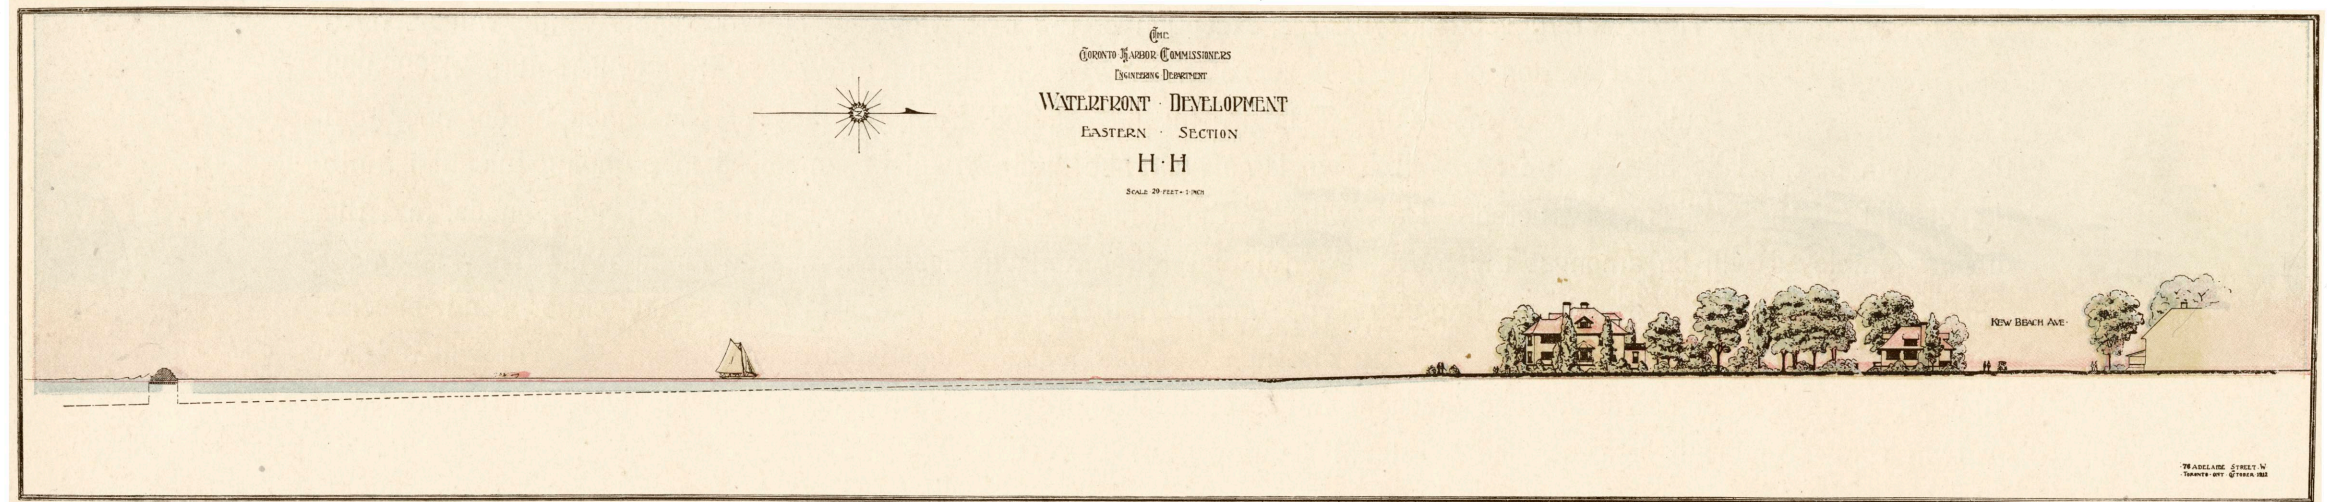 The
Toronto Harbor Commissioners
Engineering Department
Waterfront · Development
Eastern · Section
H·H
Scale 20·Feet=1·Inch
Kew Beach Ave·
·76 Adelaide Street·W
·Toronto·Ont·October 1912